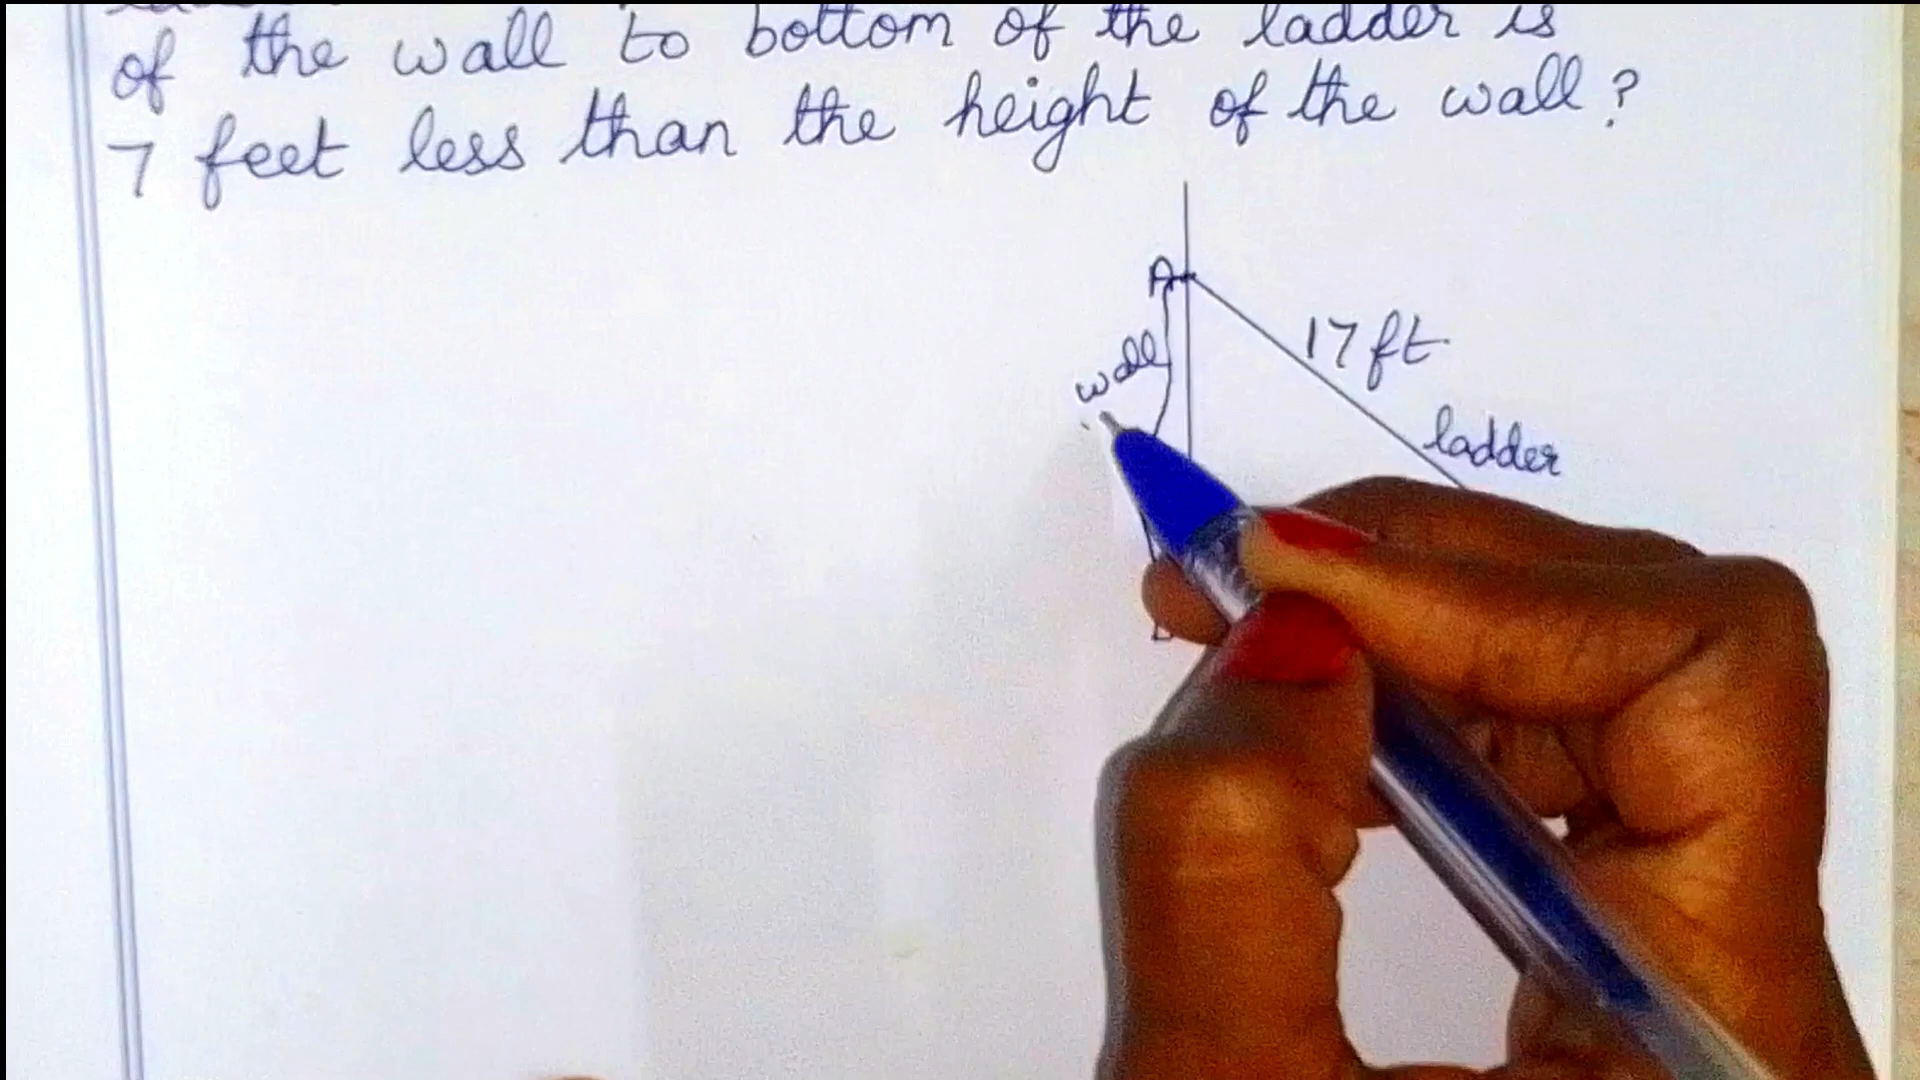 of the wall to bottom of the ladder is
7 feet less than the height of the wall?
A
17 ft
wall
ladder